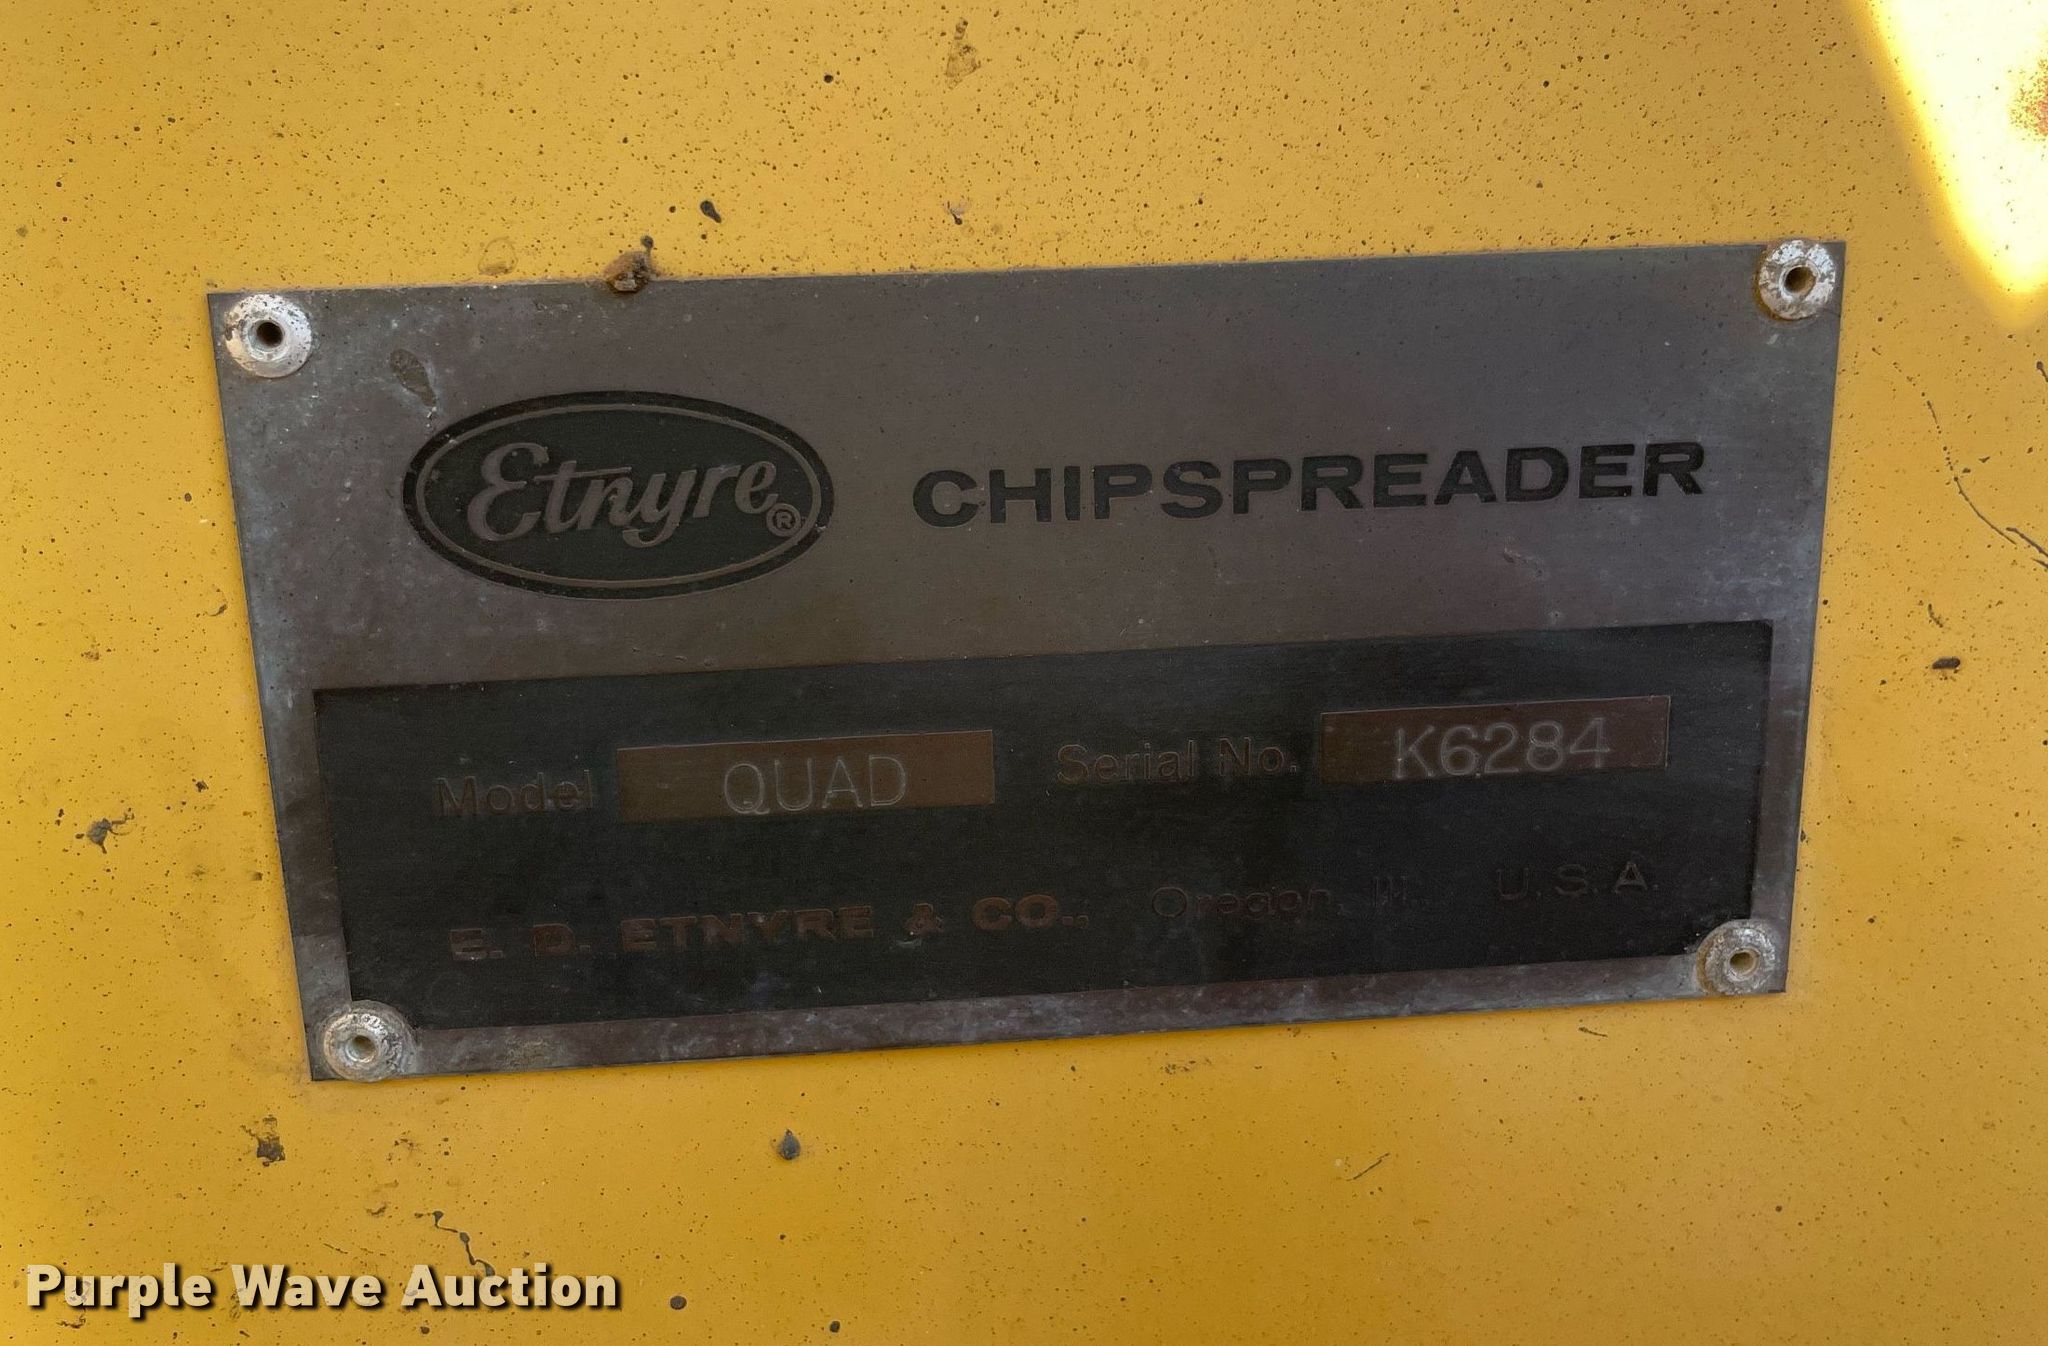 Etnyre®
CHIPSPREADER
Model QUAD Serial No. K6284
E. D. ETNYRE & CO., Oregon, Ill. U.S.A.
Purple Wave Auction